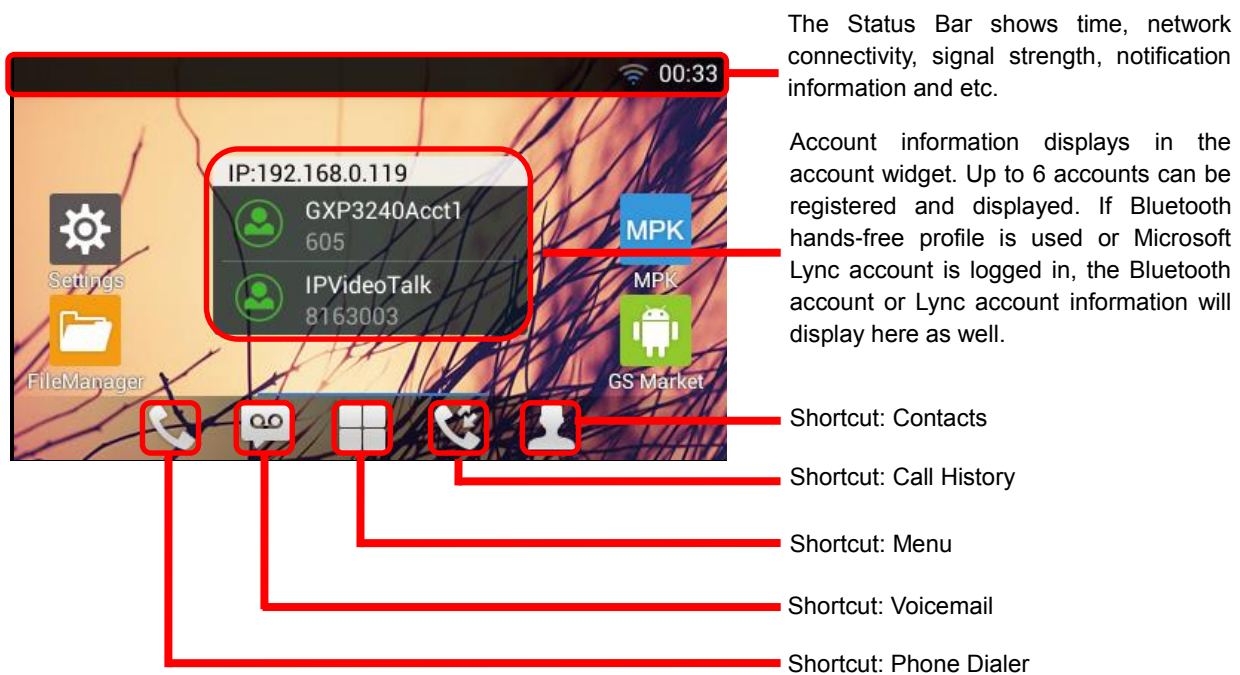 The Status Bar shows time, network
connectivity, signal strength, notification
information and etc.
00:33
Account information displays in the
account widget. Up to 6 accounts can be
registered and displayed. If Bluetooth
hands-free profile is used or Microsoft
Lync account is logged in, the Bluetooth
account or Lync account information will
display here as well.
IP:192.168.0.119
GXP3240Acct1
605
IPVideoTalk
8163003
Settings
FileManager
MPK
MPK
GS Market
Shortcut: Contacts
Shortcut: Call History
Shortcut: Menu
Shortcut: Voicemail
Shortcut: Phone Dialer